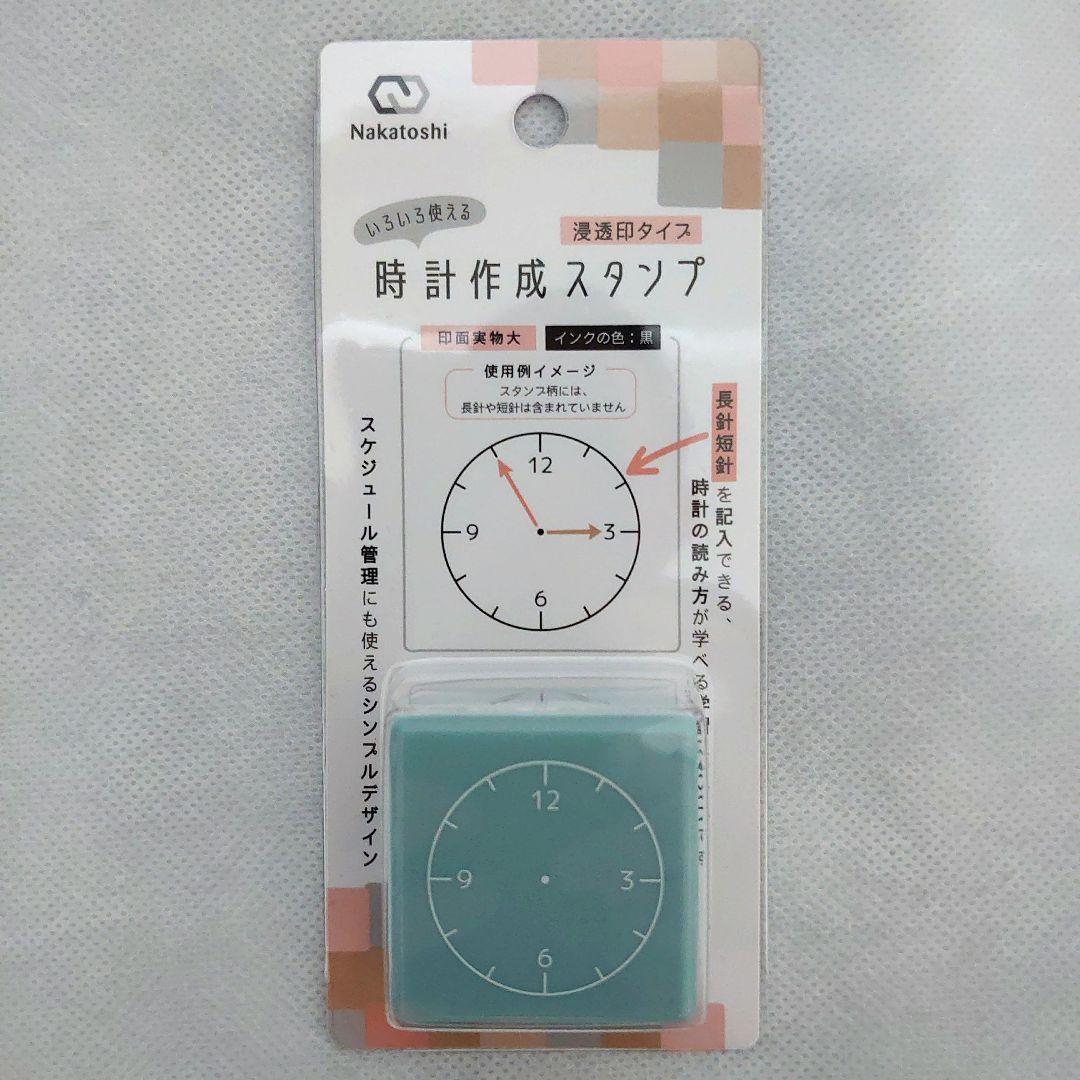 Nakatoshi
いろいろ使える
浸透印タイプ
時計作成スタンプ
印面実物大
インクの色:黒
使用例イメージ
スタンプ柄には、
長針や短針は含まれていません
長針短針を記入できる、
時計の読み方が学べる
スケジュール管理にも使えるシンプルデザイン
12
9
3
6
12
9
3
6